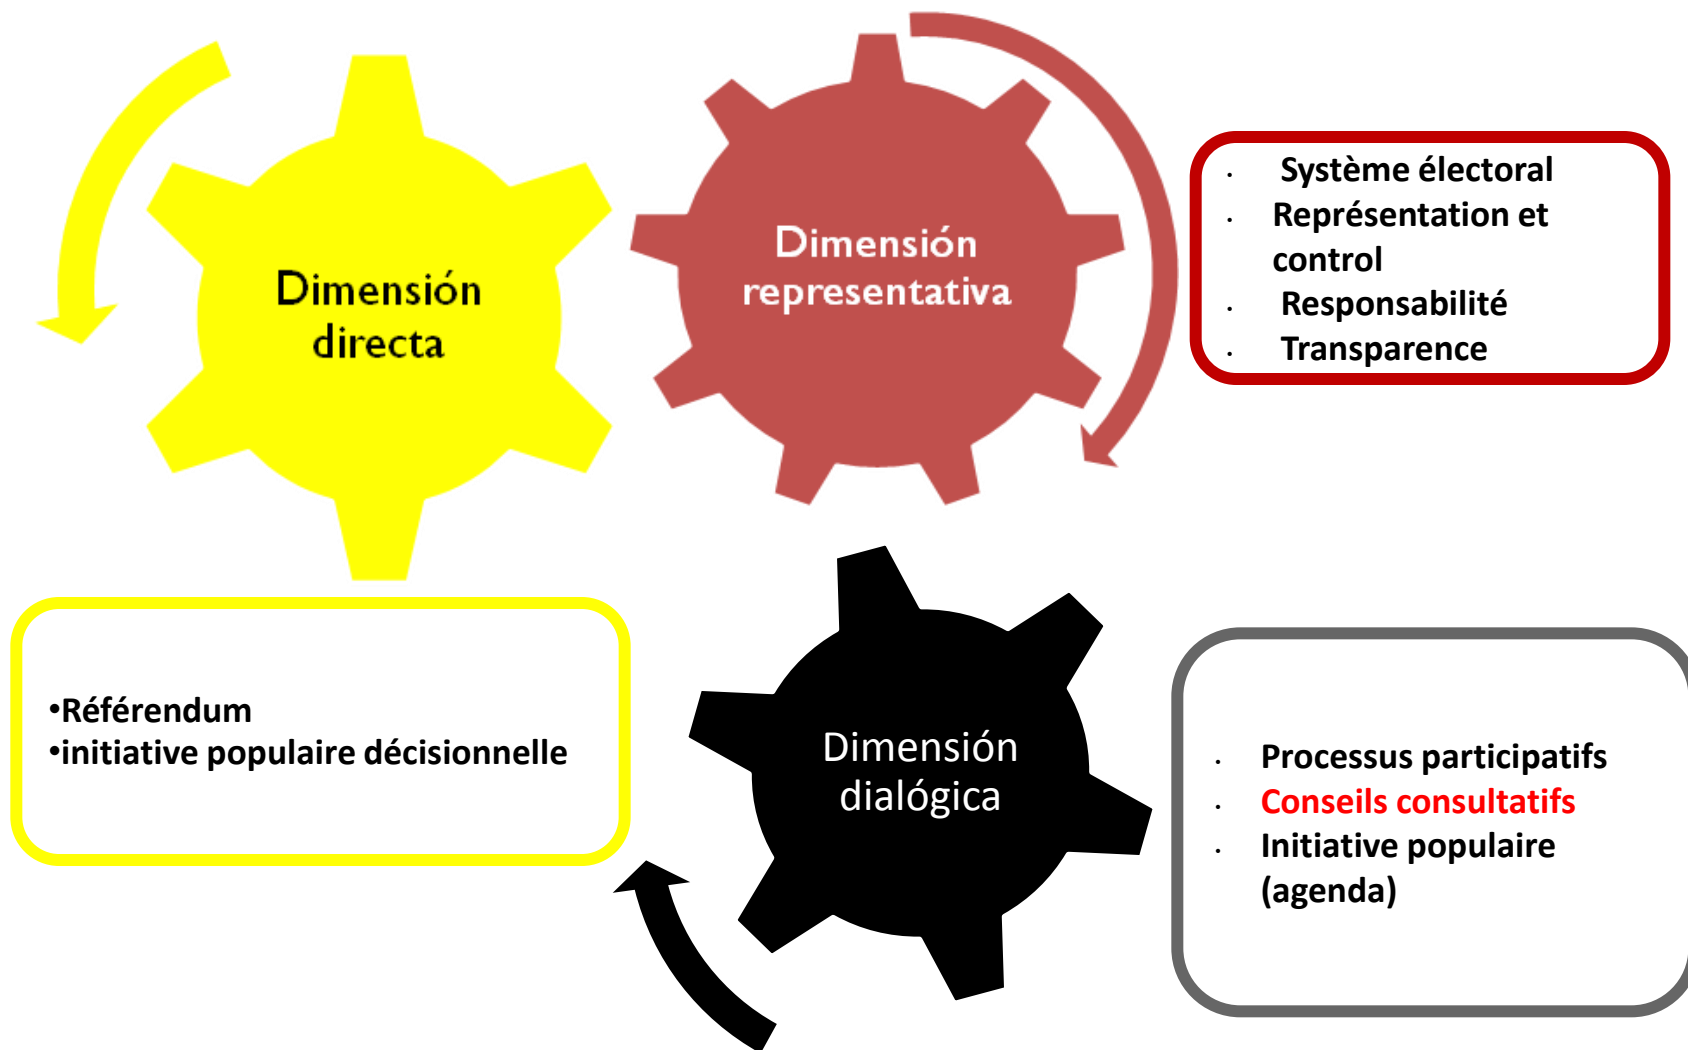 Dimensión
directa
Dimensión
representativa
· Système électoral
· Représentation et
control
· Responsabilité
· Transparence
•Référendum
•initiative populaire décisionnelle
Dimensión
dialógica
· Processus participatifs
· Conseils consultatifs
· Initiative populaire
(agenda)